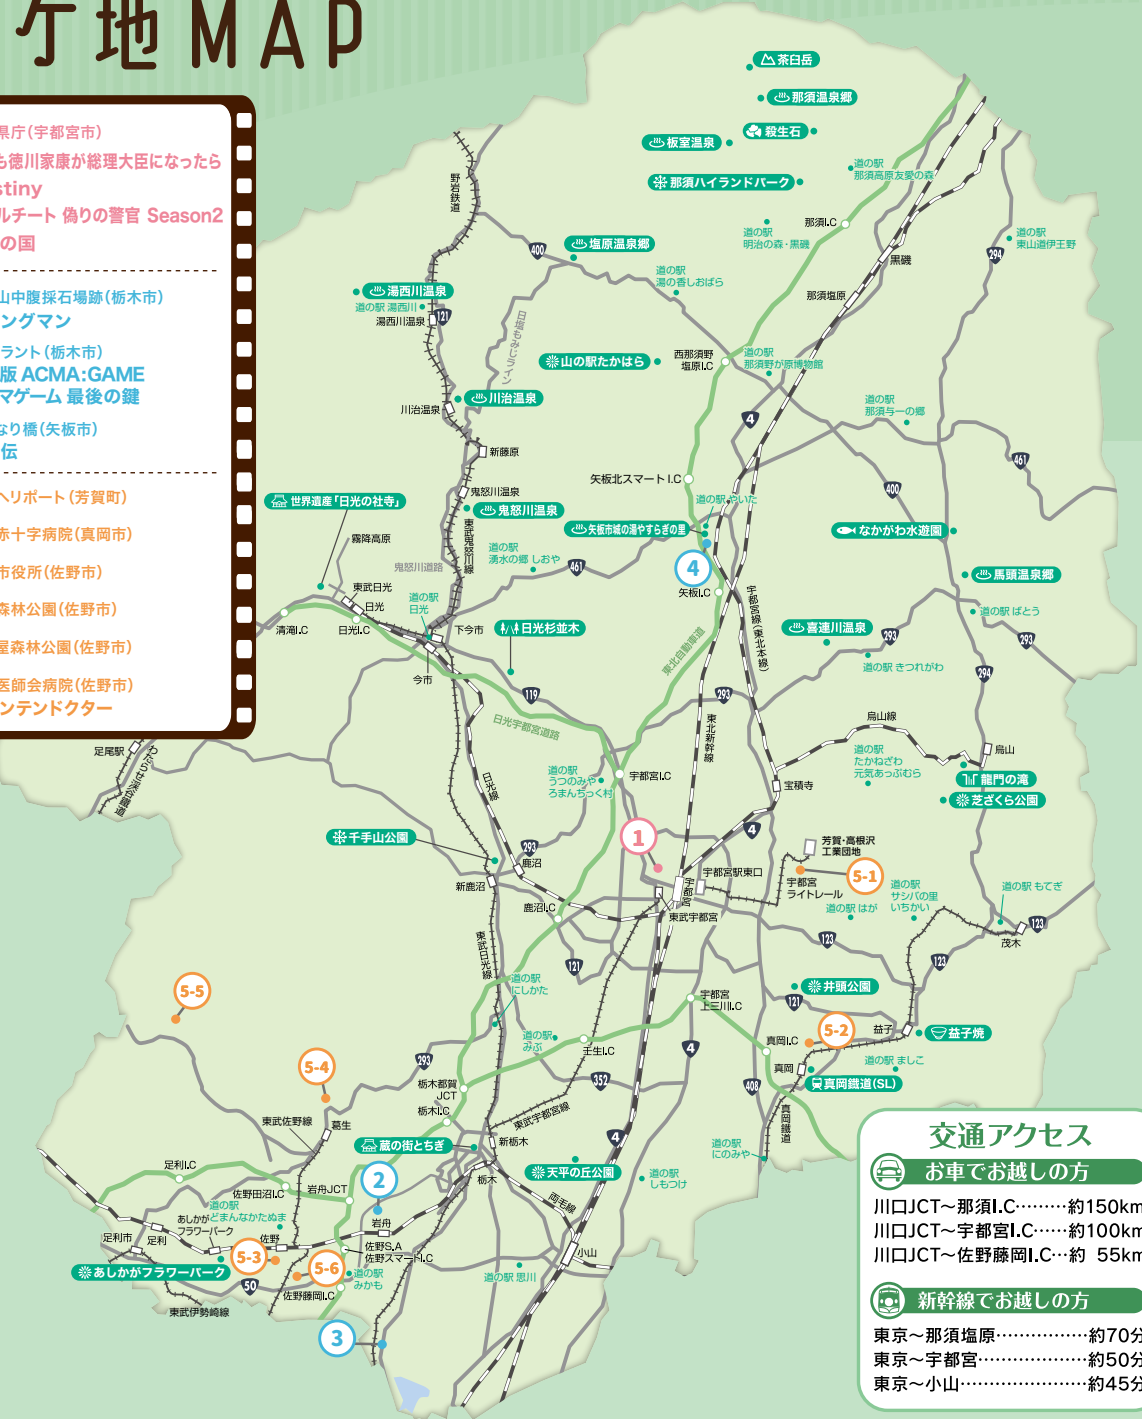 ケ地MAP
県庁(宇都宮市)
も徳川家康が総理大臣になったら
stiny
ルチート 偽りの警官 Season2
の国
山中腹採石場跡(栃木市)
ングマン
ラント(栃木市)
版 ACMA:GAME
マゲーム 最後の鍵
なり橋(矢板市)
伝
ヘリポート(芳賀町)
赤十字病院(真岡市)
市役所(佐野市)
森林公園(佐野市)
屋森林公園(佐野市)
医師会病院(佐野市)
ンテンドクター
茶臼岳
那須温泉郷
殺生石
板室温泉
那須ハイランドパーク
道の駅
那須高原友愛の森
那須I.C
道の駅
明治の森・黒磯
道の駅
東山道伊王野
294
黒磯
野岩鉄道
400
塩原温泉郷
道の駅
湯の香しおばら
那須塩原
湯西川温泉
道の駅 湯西川
湯西川温泉
121
日塩もみじライン
山の駅たかはら
西那須野
塩原I.C
道の駅
那須野が原博物館
川治温泉
川治温泉
4
道の駅
那須与一の郷
新藤原
461
矢板北スマートI.C
400
鬼怒川温泉
世界遺産「日光の社寺」
鬼怒川温泉
道の駅 やいた
矢板市城の湯やすらぎの里
なかがわ水遊園
霧降高原
東武鬼怒川線
鬼怒川道路
道の駅
湧水の郷 しおや
461
4
馬頭温泉郷
矢板I.C
東武日光
日光
道の駅
日光
道の駅 ばとう
清滝I.C
日光I.C
下今市
日光杉並木
宇都宮線(東北本線)
喜連川温泉
293
293
東北自動車道
道の駅 きつれがわ
294
今市
119
293
日光宇都宮道路
東北新幹線
烏山線
烏山
足尾駅
わたらせ渓谷鐵道
日光線
道の駅
うつのみや
ろまんちっく村
宇都宮I.C
道の駅
たかねざわ
元気あっぷむら
宝積寺
龍門の滝
芝ざくら公園
千手山公園
293
鹿沼
1
4
芳賀・高根沢
工業団地
新鹿沼
宇都宮駅東口
宇都宮
宇都宮
ライトレール
5-1
道の駅
サシバの里
いちかい
道の駅 もてぎ
鹿沼I.C
東武宇都宮
道の駅 はが
123
茂木
123
123
東武日光線
121
道の駅
にしかた
井頭公園
121
5-5
宇都宮
上三川I.C
5-2
益子
益子焼
道の駅
みぶ
壬生I.C
真岡I.C
道の駅 ましこ
293
4
真岡
真岡鐵道(SL)
5-4
栃木都賀
JCT
352
408
真岡鐵道
栃木I.C
東武宇都宮線
東武佐野線
葛生
蔵の街とちぎ
新栃木
4
道の駅
にのみや
足利I.C
2
栃木
天平の丘公園
道の駅
しもつけ
佐野田沼I.C
岩舟JCT
両毛線
道の駅
どまんなかたぬま
あしかが
フラワーパーク
岩舟
足利市
足利
佐野
佐野S.A
佐野スマートI.C
小山
あしかがフラワーパーク
5-3
5-6
50
道の駅
みかも
道の駅 思川
佐野藤岡I.C
東武伊勢崎線
3
交通アクセス
お車でお越しの方
川口JCT〜那須I.C………約150km
川口JCT〜宇都宮I.C……約100km
川口JCT〜佐野藤岡I.C…約 55km
新幹線でお越しの方
東京〜那須塩原……………約70分
東京〜宇都宮………………約50分
東京〜小山…………………約45分